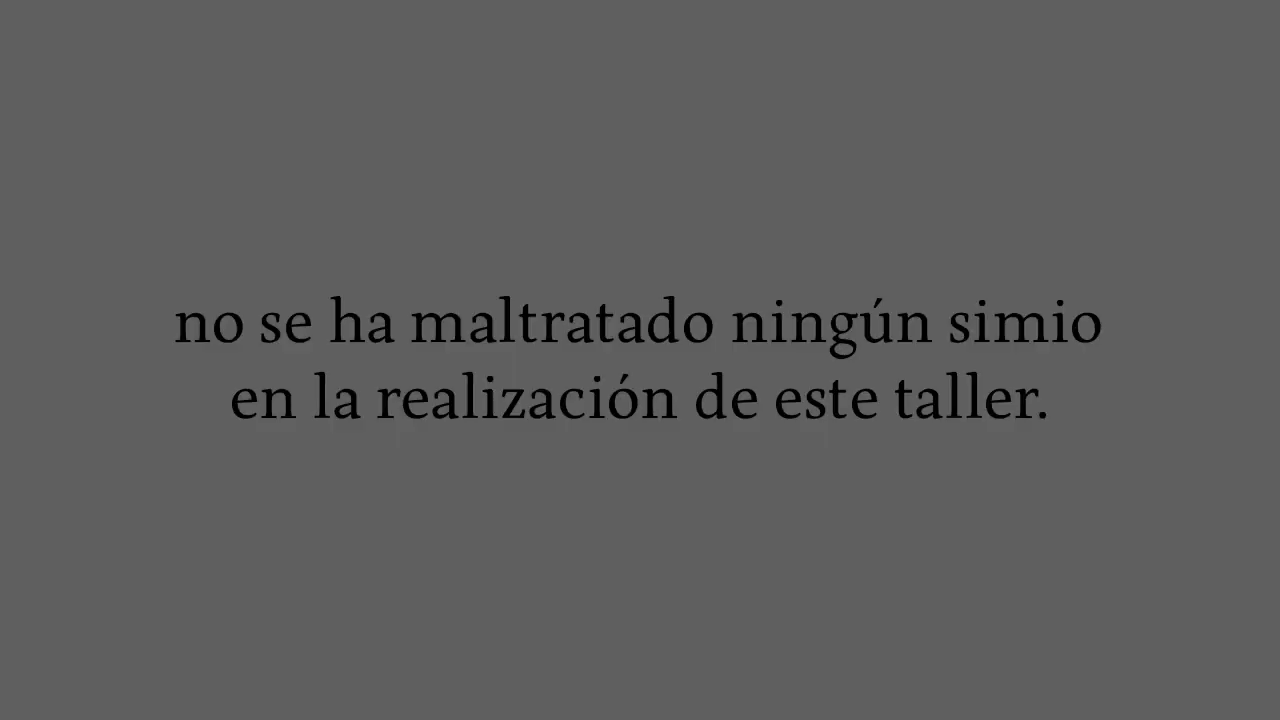 no se ha maltratado ningún simio
en la realización de este taller.